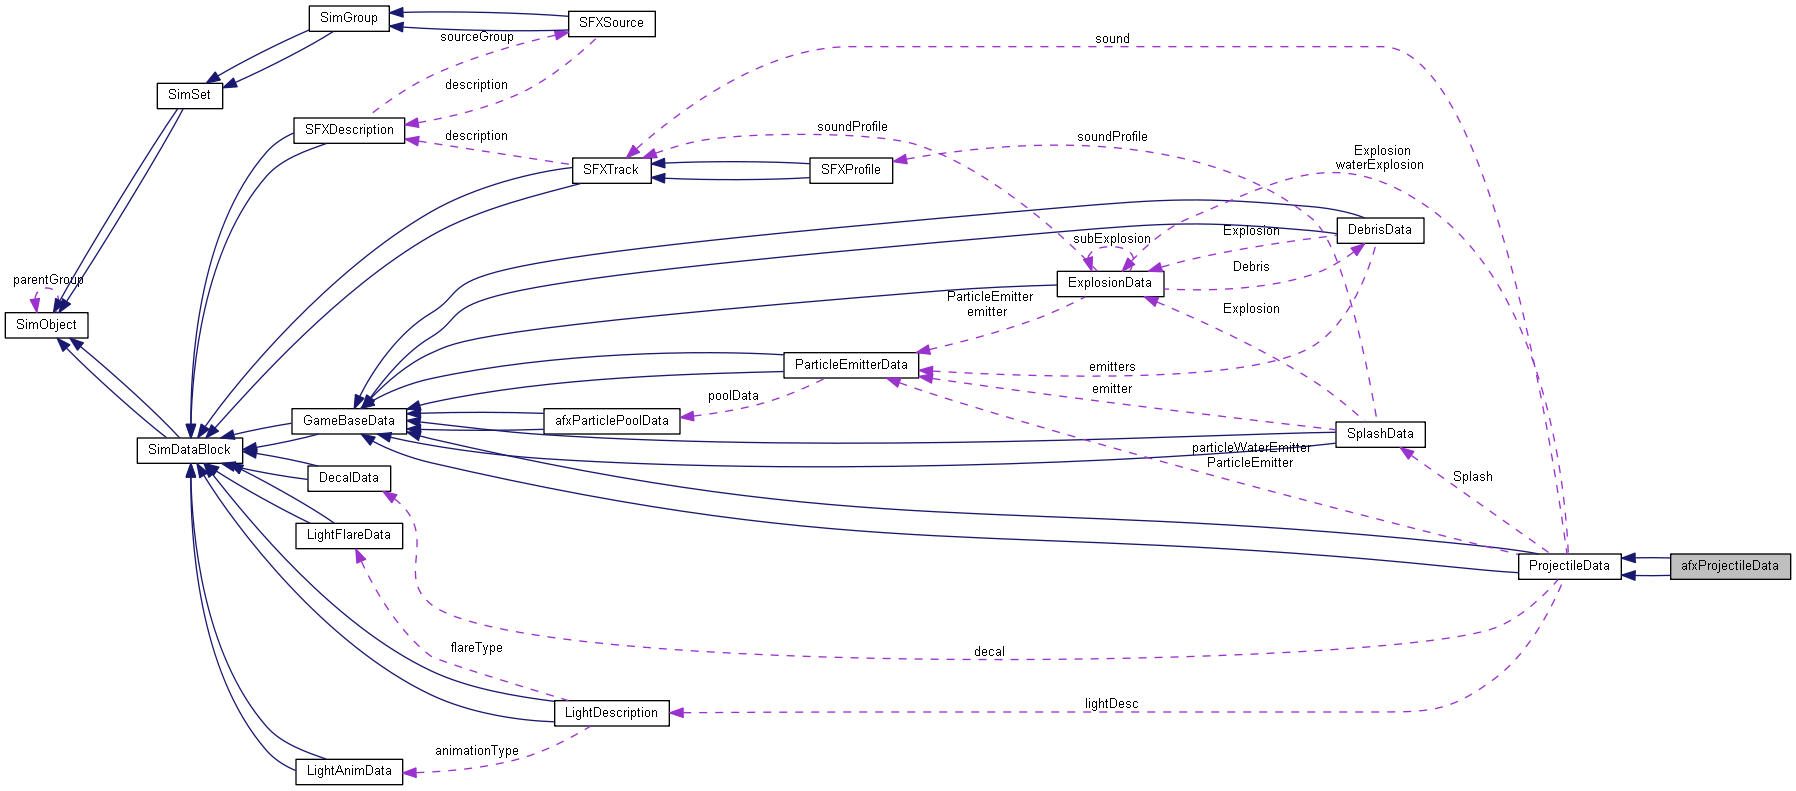 SimGroup
SFXSource
sourceGroup
sound
description
SimSet
SFXDescription
description
soundProfile
soundProfile
Explosion
waterExplosion
SFXTrack
SFXProfile
DebrisData
Explosion
subExplosion
Debris
parentGroup
ExplosionData
ParticleEmitter
emitter
Explosion
SimObject
ParticleEmitterData
emitters
emitter
poolData
GameBaseData
afxParticlePoolData
SplashData
SimDataBlock
particleWaterEmitter
ParticleEmitter
DecalData
Splash
LightFlareData
ProjectileData
afxProjectileData
flareType
decal
LightDescription
lightDesc
animationType
LightAnimData